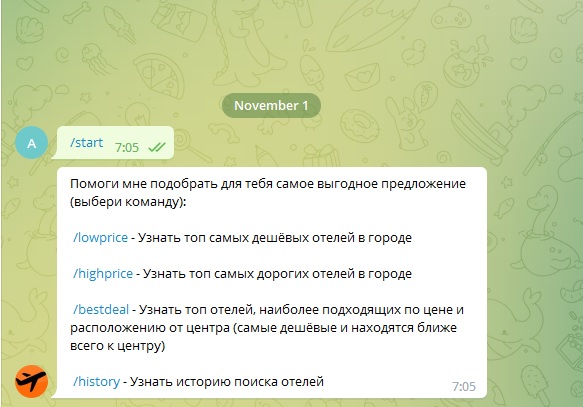 November 1
A
/start 7:05
Помоги мне подобрать для тебя самое выгодное предложение
(выбери команду):
/lowprice - Узнать топ самых дешёвых отелей в городе
/highprice - Узнать топ самых дорогих отелей в городе
/bestdeal - Узнать топ отелей, наиболее подходящих по цене и
расположению от центра (самые дешёвые и находятся ближе
всего к центру)
/history - Узнать историю поиска отелей
7:05